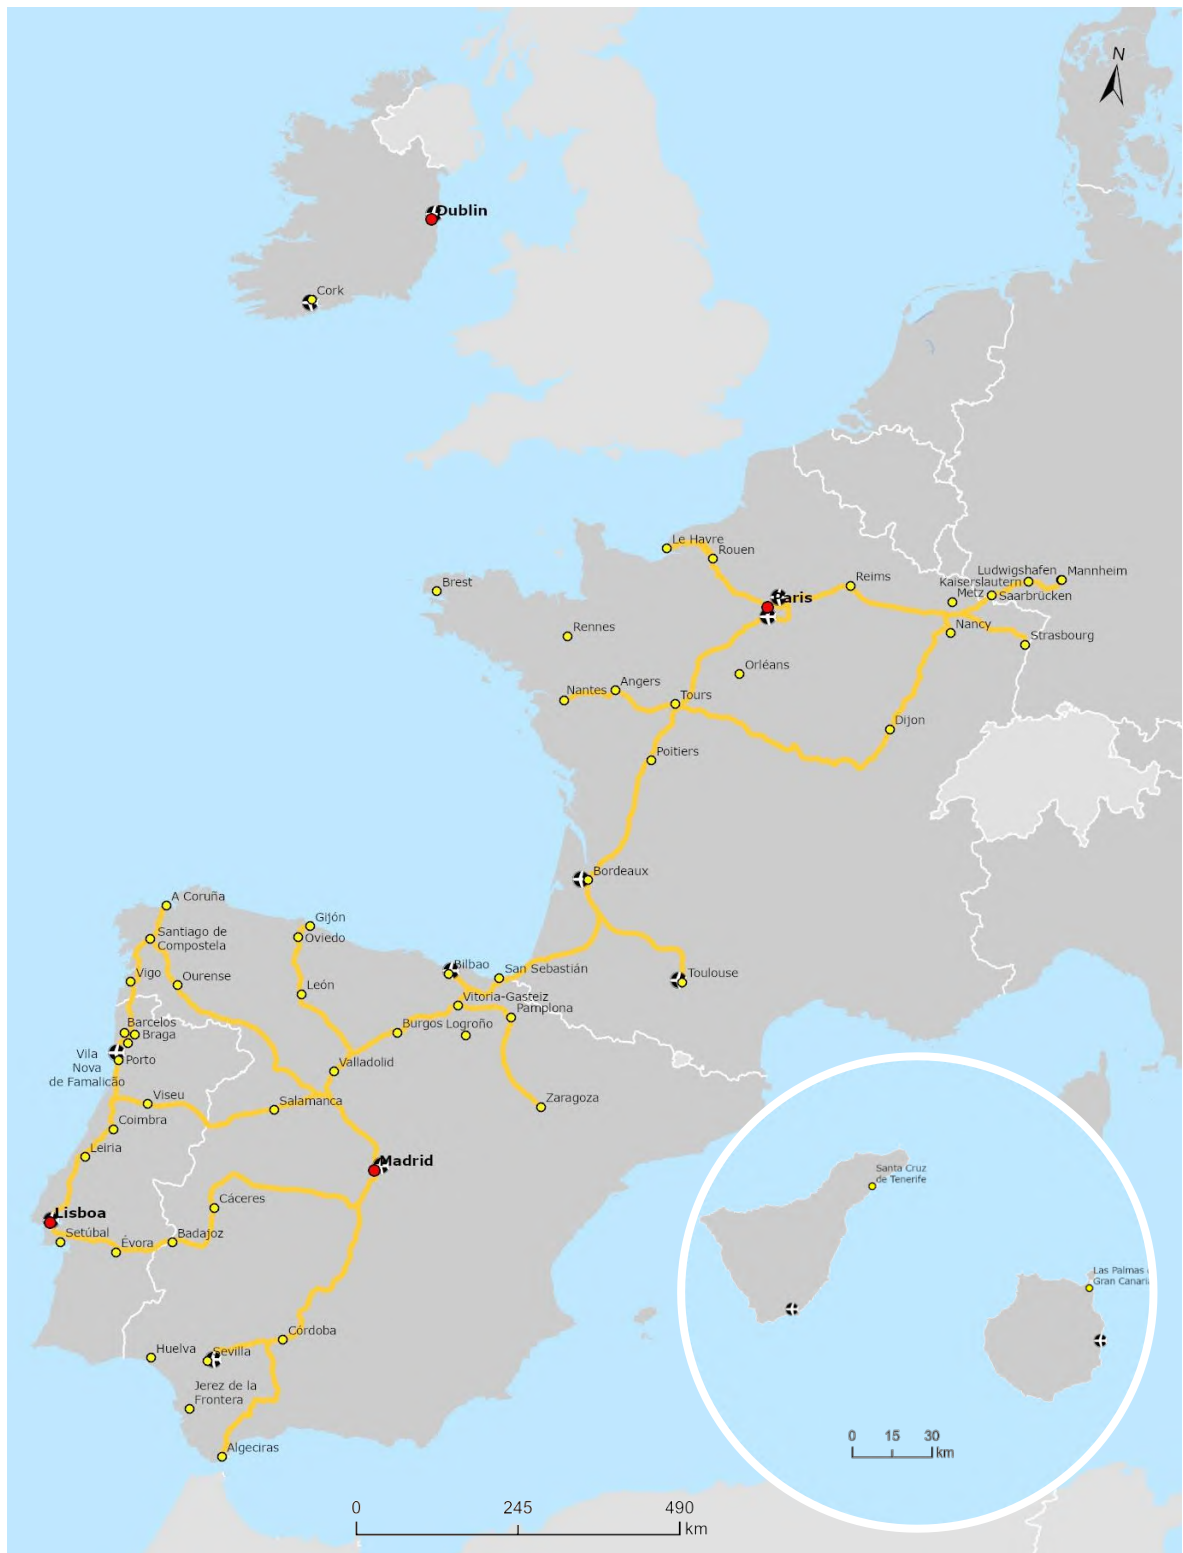 N
Dublin
Cork
Le Havre
Rouen
Ludwigshafen
Mannheim
Reims
Kaiserslautern
Metz
Saarbrücken
Brest
Paris
Rennes
Nancy
Strasbourg
Orléans
Nantes
Angers
Tours
Dijon
Poitiers
Bordeaux
A Coruña
Gijón
Santiago de
Compostela
Oviedo
Bilbao
San Sebastián
Toulouse
Vigo
Ourense
León
Vitoria-Gasteiz
Pamplona
Barcelos
Braga
Burgos
Logroño
Vila
Nova
de Famalicão
Porto
Valladolid
Viseu
Salamanca
Zaragoza
Coimbra
Leiria
Madrid
Santa Cruz
de Tenerife
Cáceres
Lisboa
Setúbal
Évora
Badajoz
Las Palmas
Gran Canari
Córdoba
Huelva
Sevilla
Jerez de la
Frontera
Algeciras
0 15 30
km
0 245 490
km